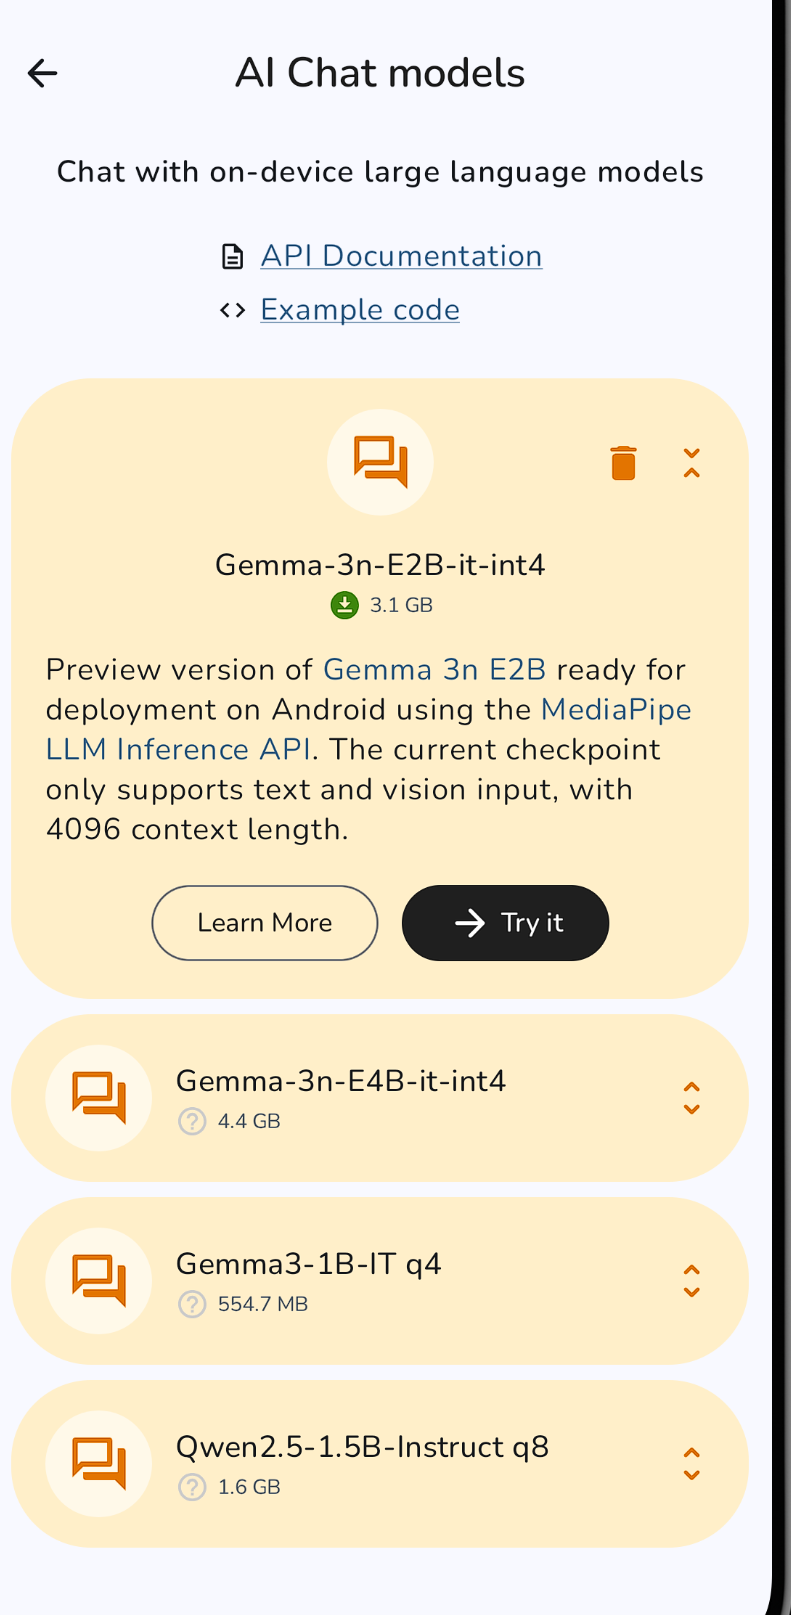 AI Chat models
Chat with on-device large language models
API Documentation
Example code
Gemma-3n-E2B-it-int4
3.1 GB
Preview version of Gemma 3n E2B ready for
deployment on Android using the MediaPipe
LLM Inference API. The current checkpoint
only supports text and vision input, with
4096 context length.
Learn More
Try it
Gemma-3n-E4B-it-int4
4.4 GB
Gemma3-1B-IT q4
554.7 MB
Qwen2.5-1.5B-Instruct q8
1.6 GB